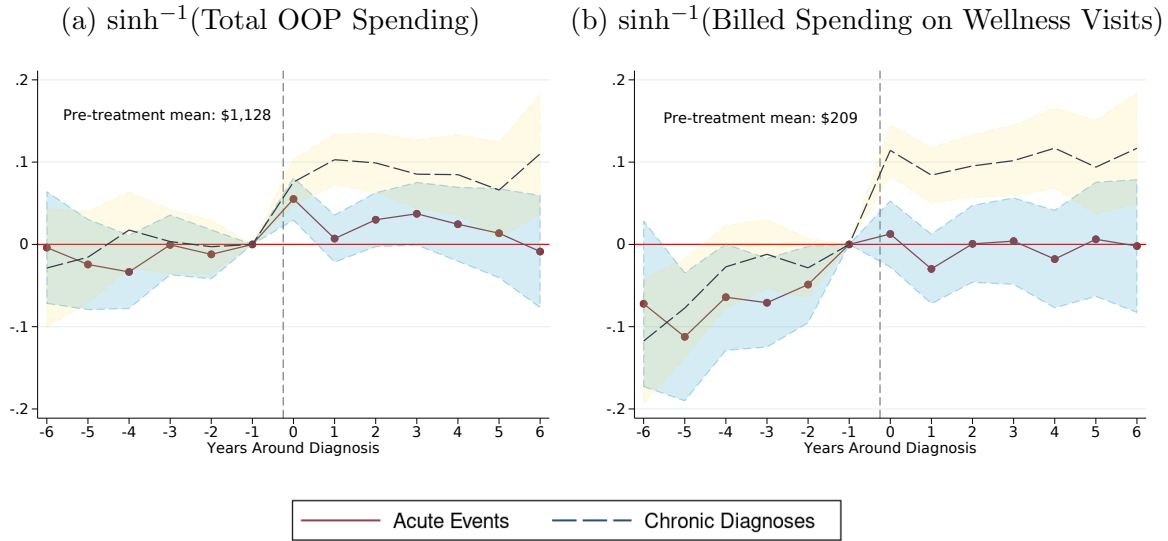 (a) sinh⁻¹(Total OOP Spending)
(b) sinh⁻¹(Billed Spending on Wellness Visits)
.2
.1
0
-.1
-.2
Pre-treatment mean: $1,128
-6 -5 -4 -3 -2 -1 0 1 2 3 4 5 6
Years Around Diagnosis
.2
.1
0
-.1
-.2
Pre-treatment mean: $209
-6 -5 -4 -3 -2 -1 0 1 2 3 4 5 6
Years Around Diagnosis
Acute Events
Chronic Diagnoses